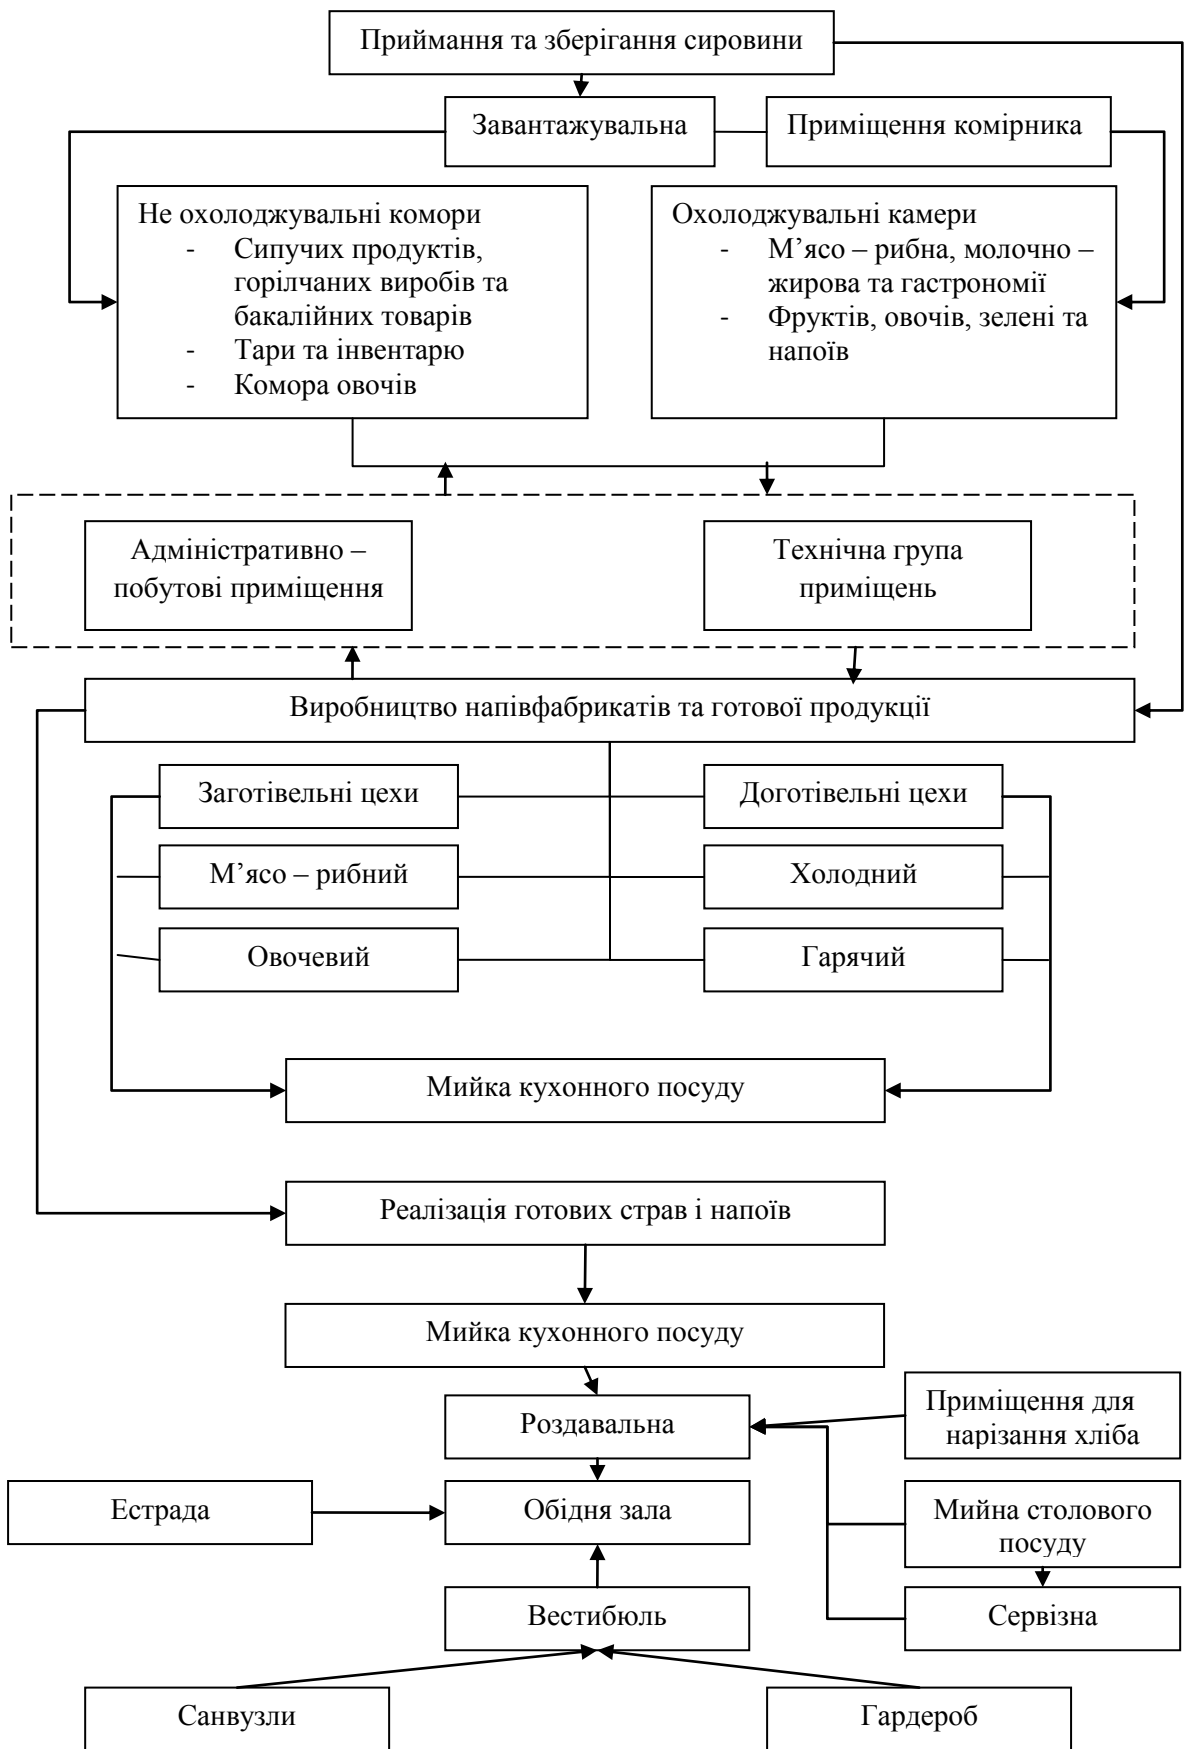 Приймання та зберігання сировини
Завантажувальна
Приміщення комірника
Не охолоджувальні комори
- Сипучих продуктів,
горілчаних виробів та
бакалійних товарів
- Тари та інвентарю
- Комора овочів
Охолоджувальні камери
- М’ясо – рибна, молочно –
жирова та гастрономії
- Фруктів, овочів, зелені та
напоїв
Адміністративно –
побутові приміщення
Технічна група
приміщень
Виробництво напівфабрикатів та готової продукції
Заготівельні цехи
Доготівельні цехи
М’ясо – рибний
Холодний
Овочевий
Гарячий
Мийка кухонного посуду
Реалізація готових страв і напоїв
Мийка кухонного посуду
Роздавальна
Приміщення для
нарізання хліба
Естрада
Обідня зала
Мийна столового
посуду
Вестибюль
Сервізна
Санвузли
Гардероб